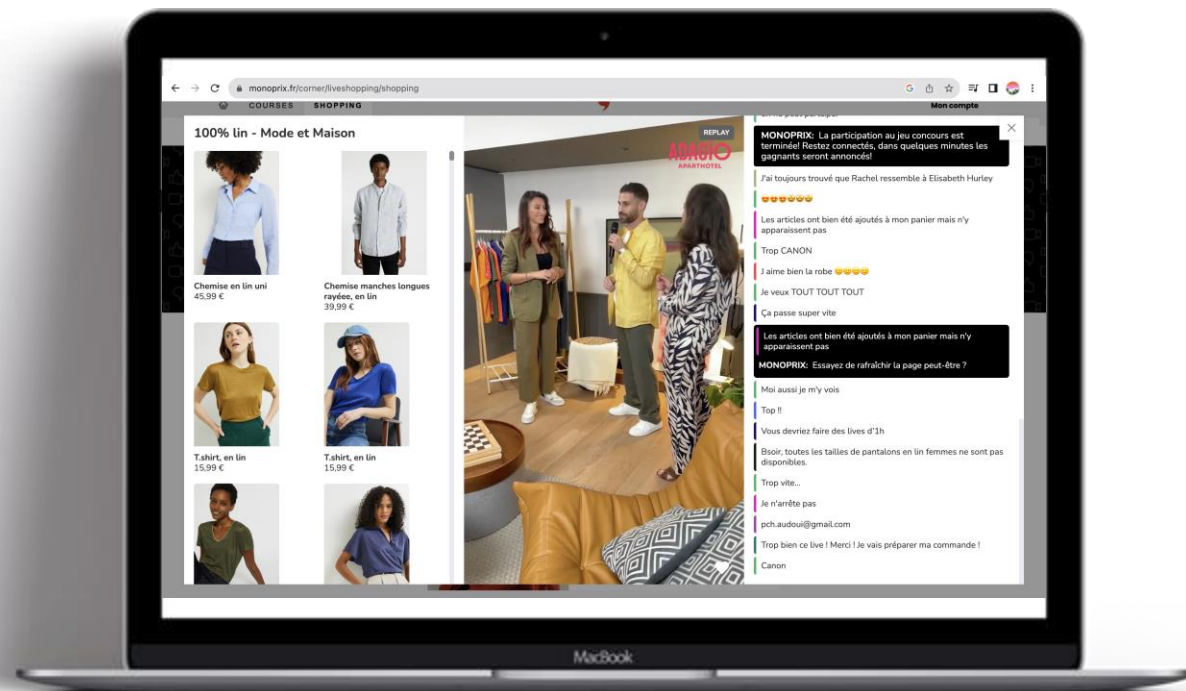 monoprix.fr/corner/liveshopping/shopping
COURSES SHOPPING
Mon compte
100% lin - Mode et Maison
Chemise en lin uni
45,99 €
Chemise manches longues
rayéee, en lin
39,99 €
T.shirt, en lin
15,99 €
T.shirt, en lin
15,99 €
REPLAY
ADAGIO
APARTHOTEL
MONOPRIX: La participation au jeu concours est
terminée! Restez connectés, dans quelques minutes les
gagnants seront annoncés!
J'ai toujours trouvé que Rachel ressemble à Elisabeth Hurley
Les articles ont bien été ajoutés à mon panier mais n'y
apparaissent pas
Trop CANON
J aime bien la robe
Je veux TOUT TOUT TOUT
Ça passe super vite
Les articles ont bien été ajoutés à mon panier mais n'y
apparaissent pas
MONOPRIX: Essayez de rafraîchir la page peut-être ?
Moi aussi je m'y vois
Top !!
Vous devriez faire des lives d'1h
Bsoir, toutes les tailles de pantalons en lin femmes ne sont pas
disponibles.
Trop vite...
Je n'arrête pas
pch.audoui@gmail.com
Trop bien ce live ! Merci ! Je vais préparer ma commande !
Canon
MacBook